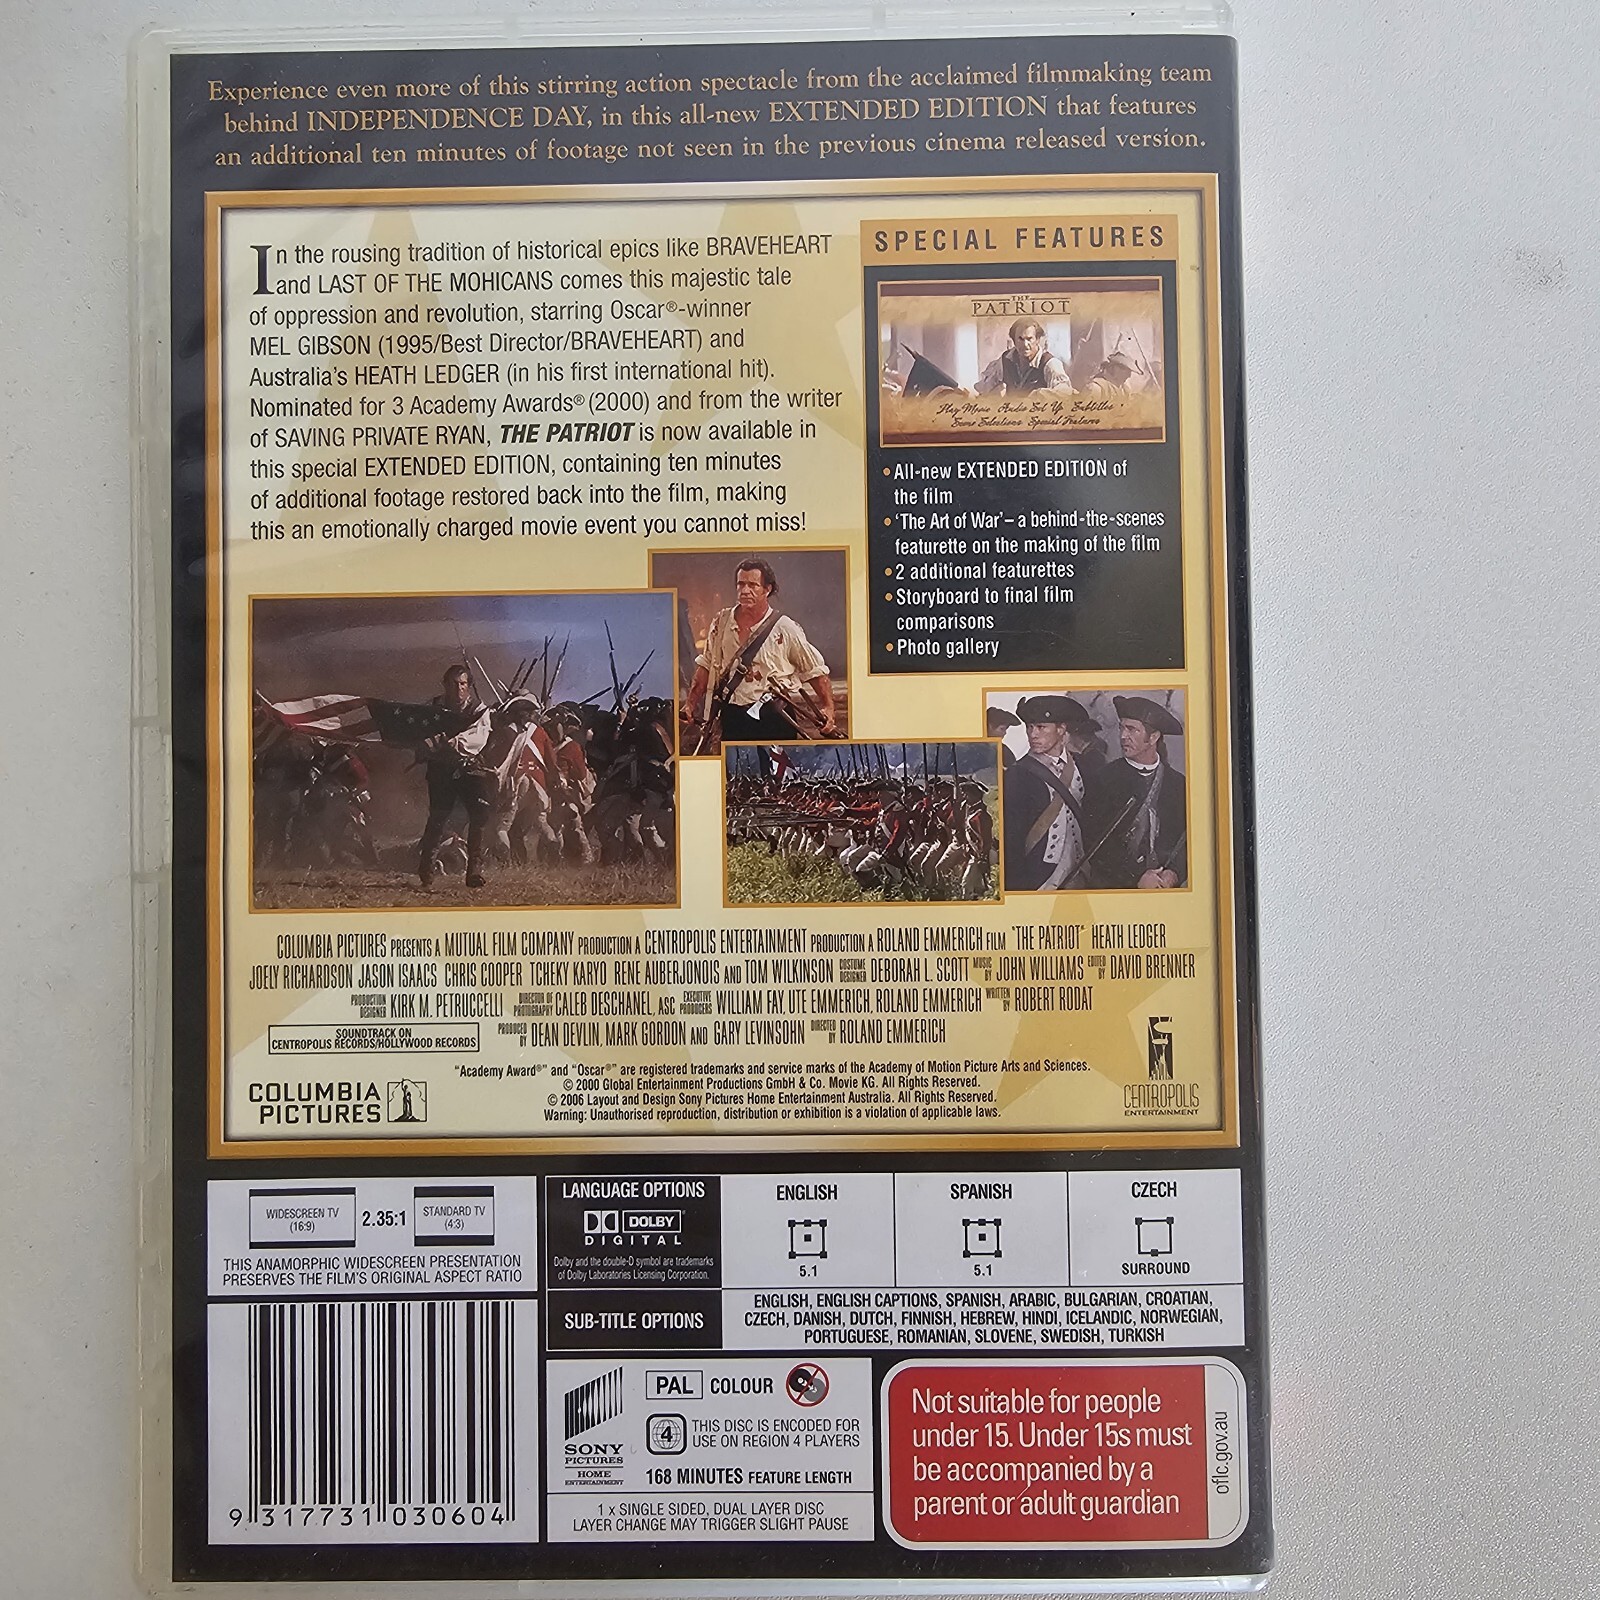 Experience even more of this stirring action spectacle from the acclaimed filmmaking team
behind INDEPENDENCE DAY, in this all-new EXTENDED EDITION that features
an additional ten minutes of footage not seen in the previous cinema released version.
In the rousing tradition of historical epics like BRAVEHEART
and LAST OF THE MOHICANS comes this majestic tale
of oppression and revolution, starring Oscar®-winner
MEL GIBSON (1995/Best Director/BRAVEHEART) and
Australia's HEATH LEDGER (in his first international hit).
Nominated for 3 Academy Awards® (2000) and from the writer
of SAVING PRIVATE RYAN, THE PATRIOT is now available in
this special EXTENDED EDITION, containing ten minutes
of additional footage restored back into the film, making
this an emotionally charged movie event you cannot miss!
SPECIAL FEATURES
THE
PATRIOT
Play Movie Audio Set Up Subtitles
Scene Selections Special Features
•All-new EXTENDED EDITION of
the film
•'The Art of War'– a behind-the-scenes
featurette on the making of the film
•2 additional featurettes
•Storyboard to final film
comparisons
•Photo gallery
COLUMBIA PICTURES PRESENTS A MUTUAL FILM COMPANY PRODUCTION A CENTROPOLIS ENTERTAINMENT PRODUCTION A ROLAND EMMERICH FILM "THE PATRIOT" HEATH LEDGER
JOELY RICHARDSON JASON ISAACS CHRIS COOPER TCHEKY KARYO RENE AUBERJONOIS AND TOM WILKINSON COSTUME DESIGNER DEBORAH L. SCOTT MUSIC BY JOHN WILLIAMS EDITED BY DAVID BRENNER
PRODUCTION DESIGNER KIRK M. PETRUCCELLI DIRECTOR OF PHOTOGRAPHY CALEB DESCHANEL, ASC EXECUTIVE PRODUCERS WILLIAM FAY, UTE EMMERICH, ROLAND EMMERICH WRITTEN BY ROBERT RODAT
PRODUCED BY DEAN DEVLIN, MARK GORDON AND GARY LEVINSOHN DIRECTED BY ROLAND EMMERICH
SOUNDTRACK ON
CENTROPOLIS RECORDS/HOLLYWOOD RECORDS
"Academy Award®" and "Oscar®" are registered trademarks and service marks of the Academy of Motion Picture Arts and Sciences.
© 2000 Global Entertainment Productions GmbH & Co. Movie KG. All Rights Reserved.
© 2006 Layout and Design Sony Pictures Home Entertainment Australia. All Rights Reserved.
Warning: Unauthorised reproduction, distribution or exhibition is a violation of applicable laws.
COLUMBIA
PICTURES
CENTROPOLIS
ENTERTAINMENT
WIDESCREEN TV
(16:9)
2.35:1
STANDARD TV
(4:3)
THIS ANAMORPHIC WIDESCREEN PRESENTATION
PRESERVES THE FILM'S ORIGINAL ASPECT RATIO
LANGUAGE OPTIONS
DOLBY
DIGITAL
Dolby and the double-D symbol are trademarks
of Dolby Laboratories Licensing Corporation.
ENGLISH
5.1
SPANISH
5.1
CZECH
SURROUND
SUB-TITLE OPTIONS
ENGLISH, ENGLISH CAPTIONS, SPANISH, ARABIC, BULGARIAN, CROATIAN,
CZECH, DANISH, DUTCH, FINNISH, HEBREW, HINDI, ICELANDIC, NORWEGIAN,
PORTUGUESE, ROMANIAN, SLOVENE, SWEDISH, TURKISH
9 317731 030604
SONY
PICTURES
HOME
ENTERTAINMENT
PAL COLOUR
4
THIS DISC IS ENCODED FOR
USE ON REGION 4 PLAYERS
168 MINUTES FEATURE LENGTH
1 x SINGLE SIDED, DUAL LAYER DISC
LAYER CHANGE MAY TRIGGER SLIGHT PAUSE
Not suitable for people
under 15. Under 15s must
be accompanied by a
parent or adult guardian
oflc.gov.au